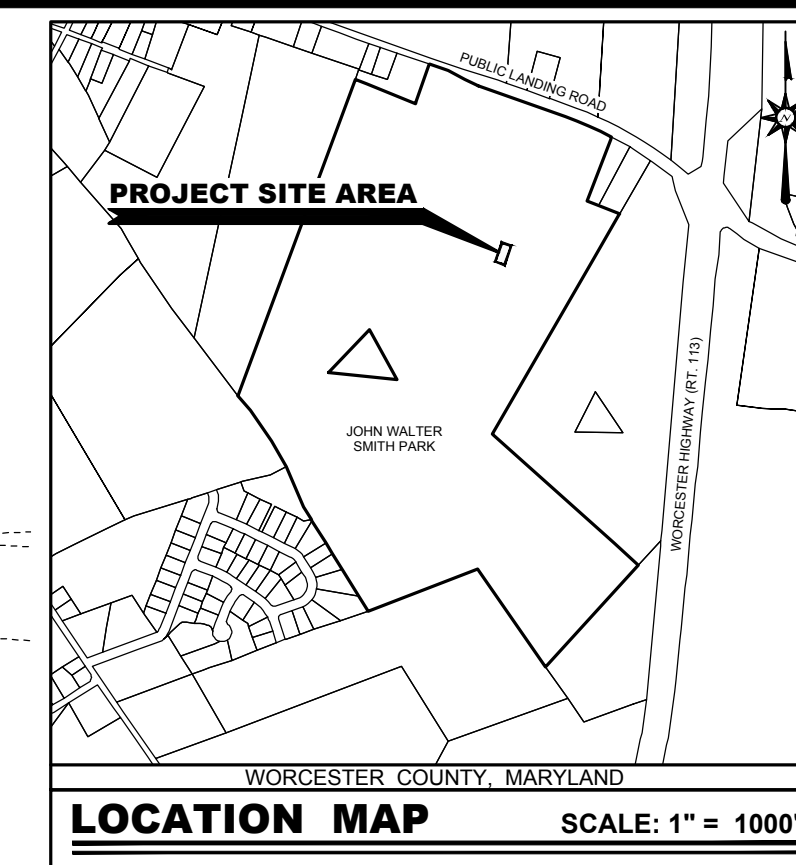 PUBLIC LANDING ROAD
PROJECT SITE AREA
N
JOHN WALTER
SMITH PARK
WORCESTER HIGHWAY (RT. 113)
WORCESTER COUNTY, MARYLAND
LOCATION MAP SCALE: 1" = 1000'